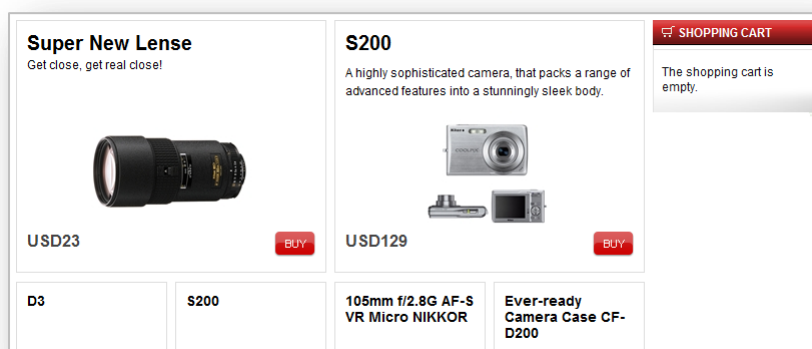 Super New Lense
Get close, get real close!
USD23
BUY
S200
A highly sophisticated camera, that packs a range of
advanced features into a stunningly sleek body.
Nikon
COOLPIX
USD129
BUY
SHOPPING CART
The shopping cart is
empty.
D3
S200
105mm f/2.8G AF-S
VR Micro NIKKOR
Ever-ready
Camera Case CF-
D200